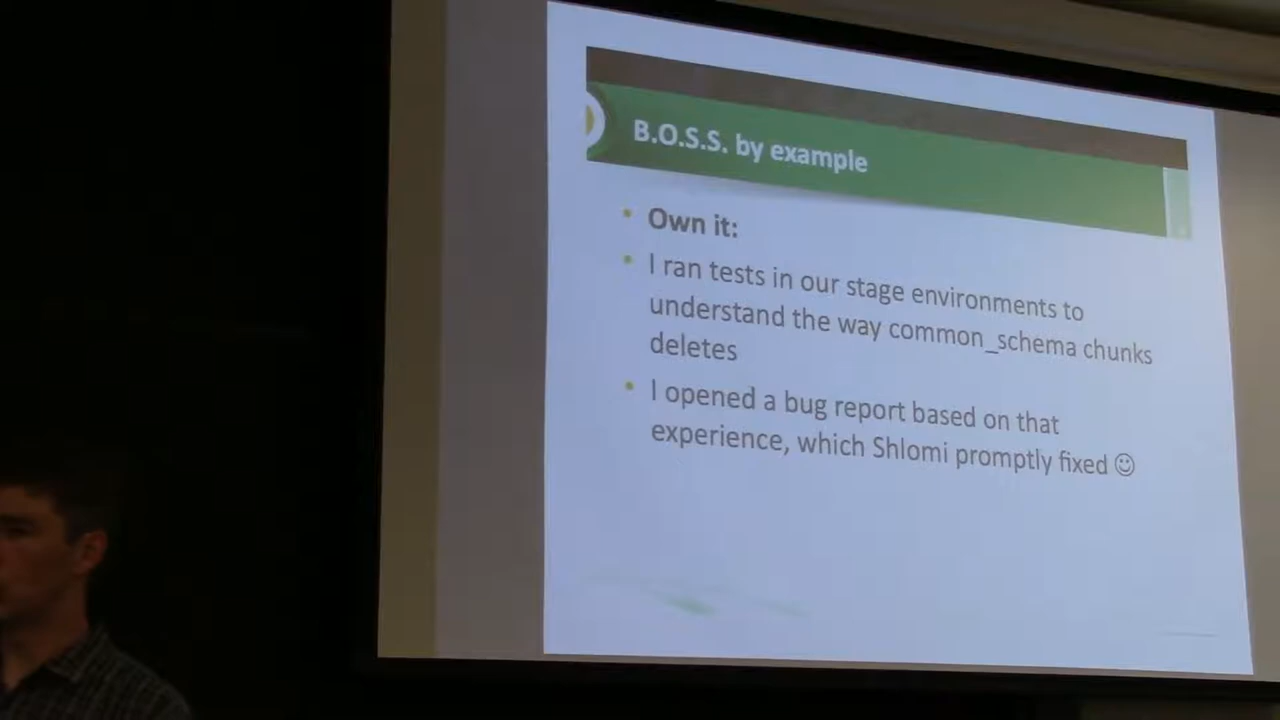 B.O.S.S. by example
• Own it:
• I ran tests in our stage environments to
understand the way common_schema chunks
deletes
• I opened a bug report based on that
experience, which Shlomi promptly fixed ☺